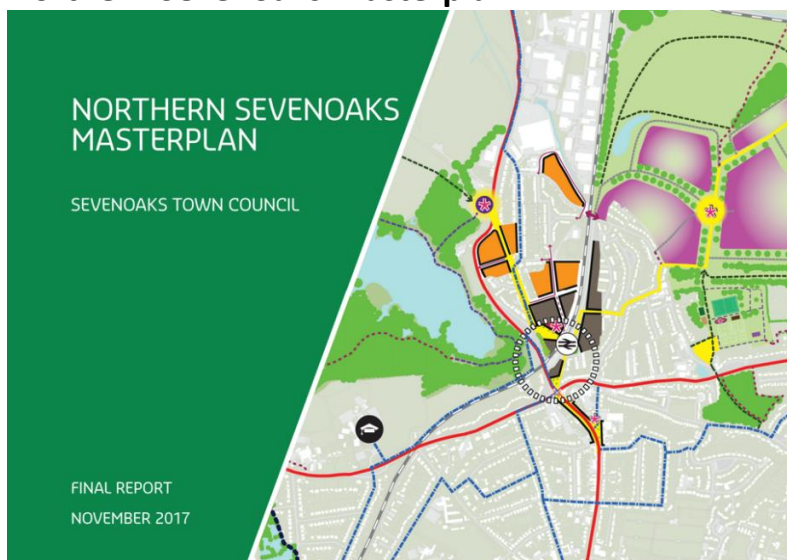 NORTHERN SEVENOAKS
MASTERPLAN
SEVENOAKS TOWN COUNCIL
FINAL REPORT
NOVEMBER 2017